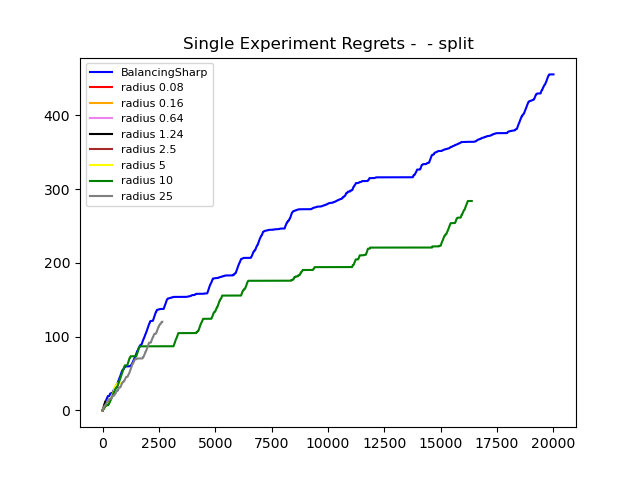 Single Experiment Regrets -  - split
BalancingSharp
radius 0.08
radius 0.16
radius 0.64
radius 1.24
radius 2.5
radius 5
radius 10
radius 25
400
300
200
100
0
0 2500 5000 7500 10000 12500 15000 17500 20000